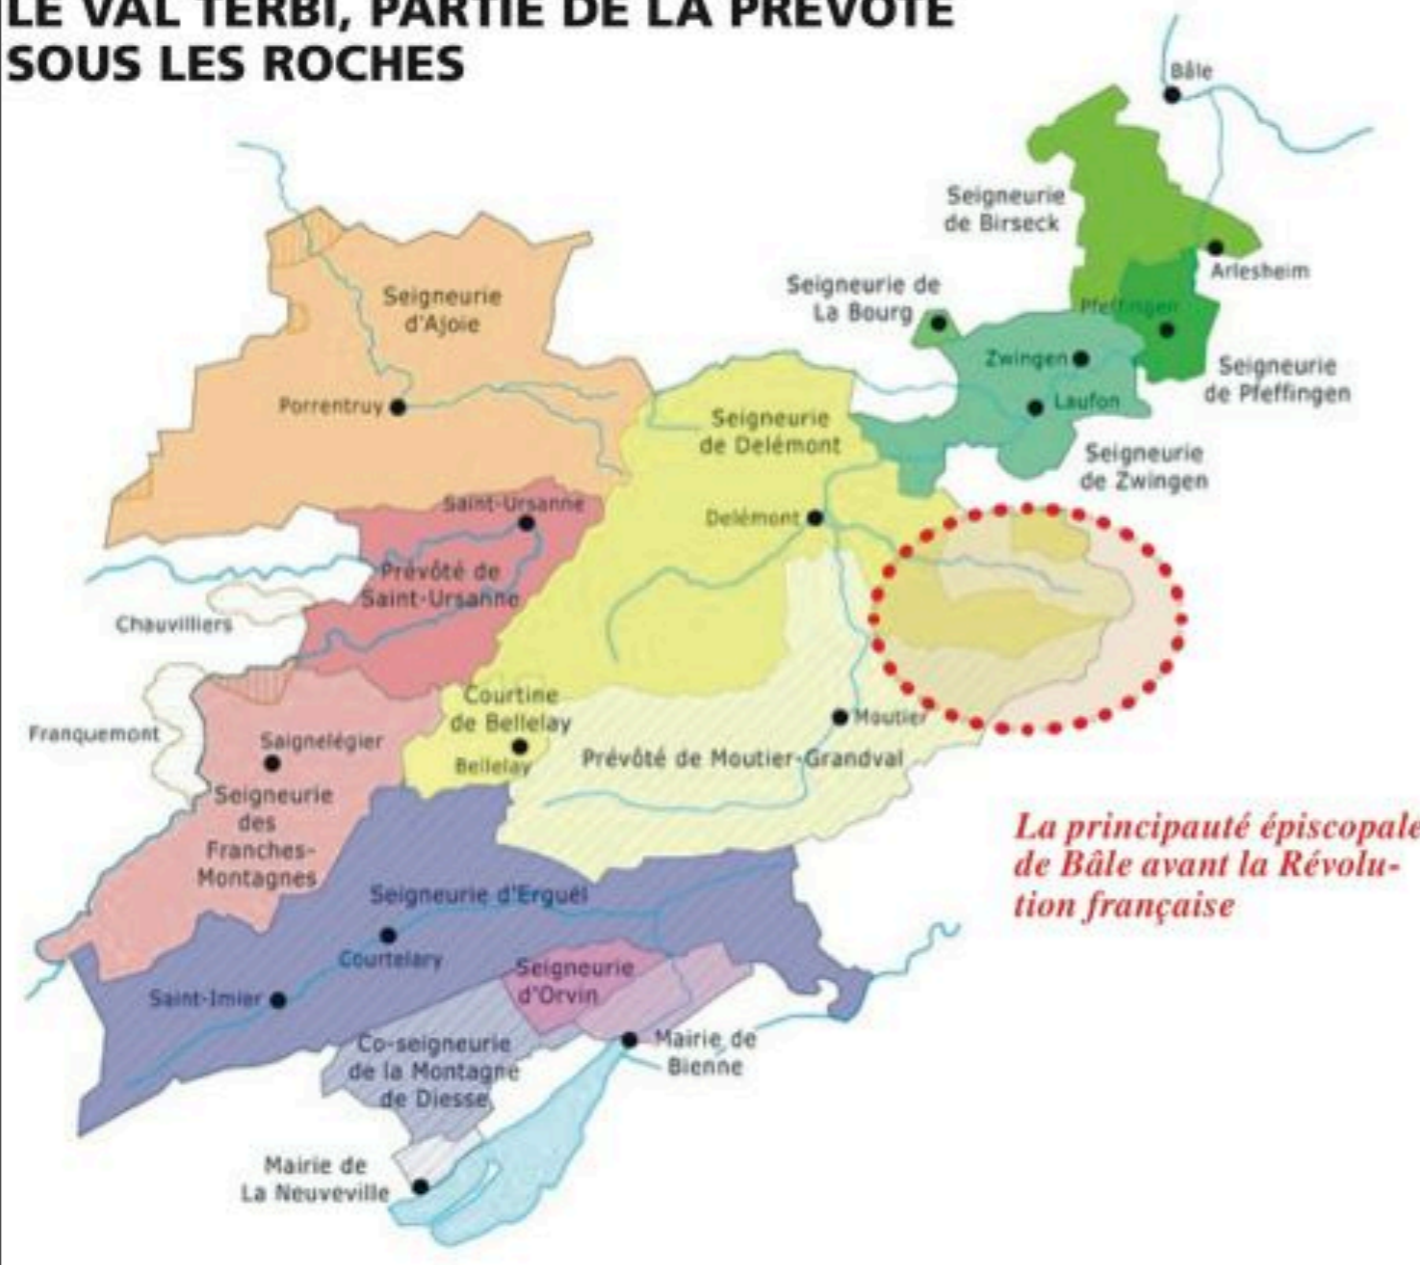 LE VAL TERBI, PARTIE DE LA PRÉVÔTÉ
SOUS LES ROCHES
Bâle
Seigneurie
de Birseck
Arlesheim
Seigneurie de
La Bourg
Pfeffingen
Seigneurie
d'Ajoie
Zwingen
Seigneurie
de Pfeffingen
Porrentruy
Laufon
Seigneurie
de Delémont
Seigneurie
de Zwingen
Saint-Ursanne
Delémont
Prévôté de
Saint-Ursanne
Chauvilliers
Courtine
de Bellelay
Bellelay
Moutier
Franquemont
Saignelégier
Prévôté de Moutier-Grandval
Seigneurie
des
Franches-
Montagnes
La principauté épiscopale
de Bâle avant la Révolu-
tion française
Seigneurie d'Erguël
Courtelary
Seigneurie
d'Orvin
Saint-Imier
Co-seigneurie
de la Montagne
de Diesse
Mairie de
Bienne
Mairie de
La Neuveville